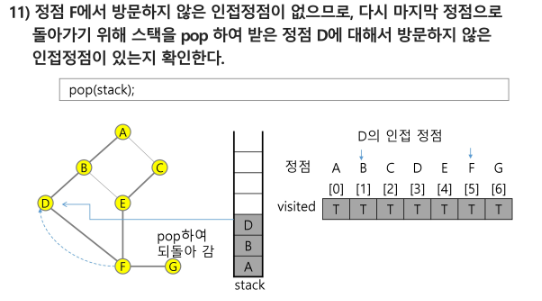 11) 정점 F에서 방문하지 않은 인접정점이 없으므로, 다시 마지막 정점으로
돌아가기 위해 스택을 pop 하여 받은 정점 D에 대해서 방문하지 않은
인접정점이 있는지 확인한다.
pop(stack);
A
B
C
D
E
F
G
pop하여
되돌아 감
D
B
A
stack
D의 인접 정점
정점 A B C D E F G
[0] [1] [2] [3] [4] [5] [6]
visited T T T T T T T